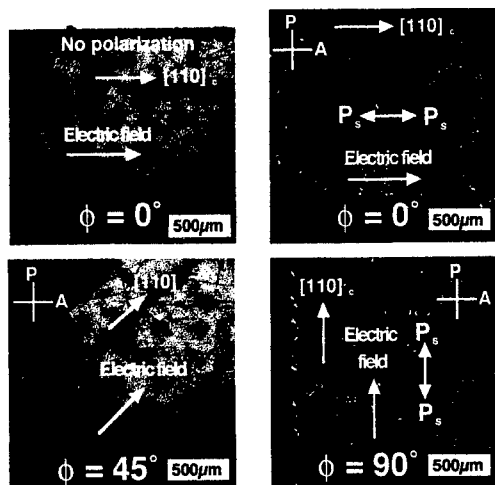 No polarization
[110]c
Electric field
ϕ = 0°
500μm
P
A
[110]c
Ps Ps
Electric field
ϕ = 0°
500μm
P
A
[110]
Electric field
ϕ = 45°
500μm
P
A
[110]c
Electric
field
Ps
Ps
ϕ = 90°
500μm